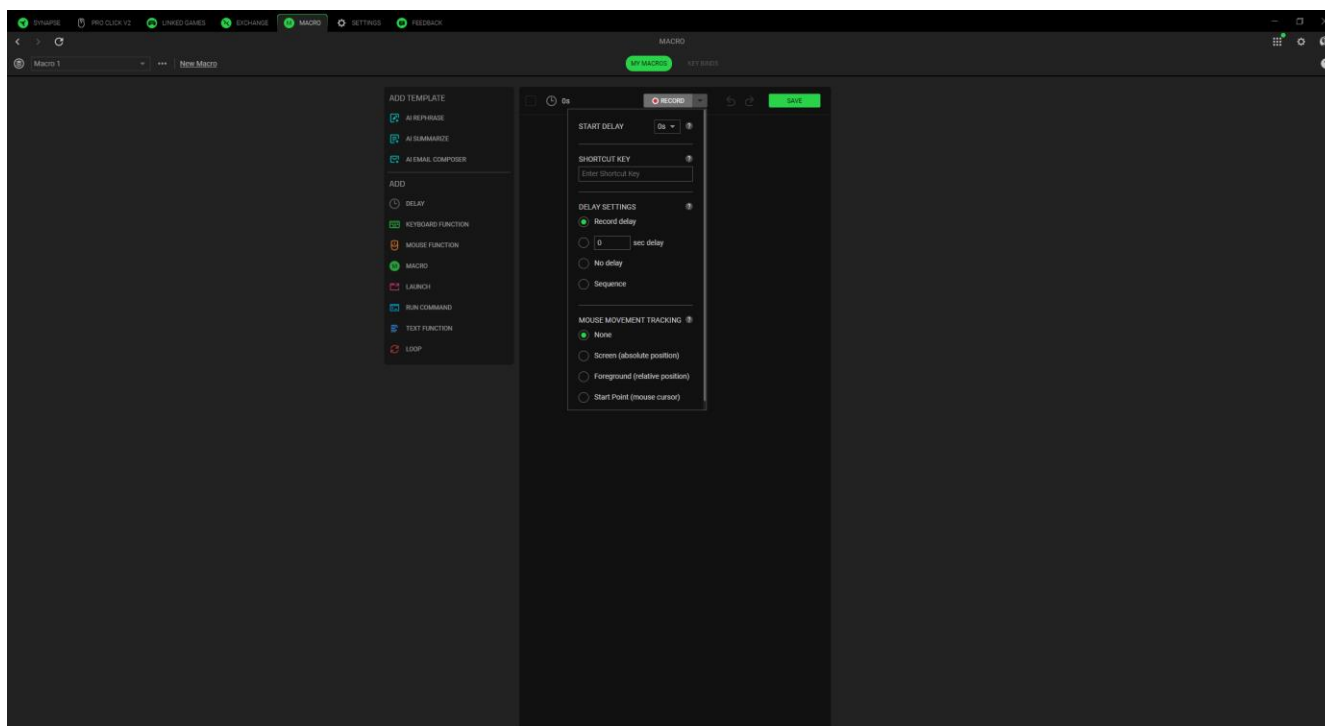 SYNAPSE PRO CLICK V2 LINKED GAMES EXCHANGE MACRO SETTINGS FEEDBACK
MACRO
Macro 1 New Macro MY MACROS KEY BINDS
ADD TEMPLATE
AI REPHRASE
AI SUMMARIZE
AI EMAIL COMPOSER
ADD
DELAY
KEYBOARD FUNCTION
MOUSE FUNCTION
MACRO
LAUNCH
RUN COMMAND
TEXT FUNCTION
LOOP
0s RECORD SAVE
START DELAY 0s ?
SHORTCUT KEY ?
Enter Shortcut Key
DELAY SETTINGS ?
Record delay
0 sec delay
No delay
Sequence
MOUSE MOVEMENT TRACKING ?
None
Screen (absolute position)
Foreground (relative position)
Start Point (mouse cursor)